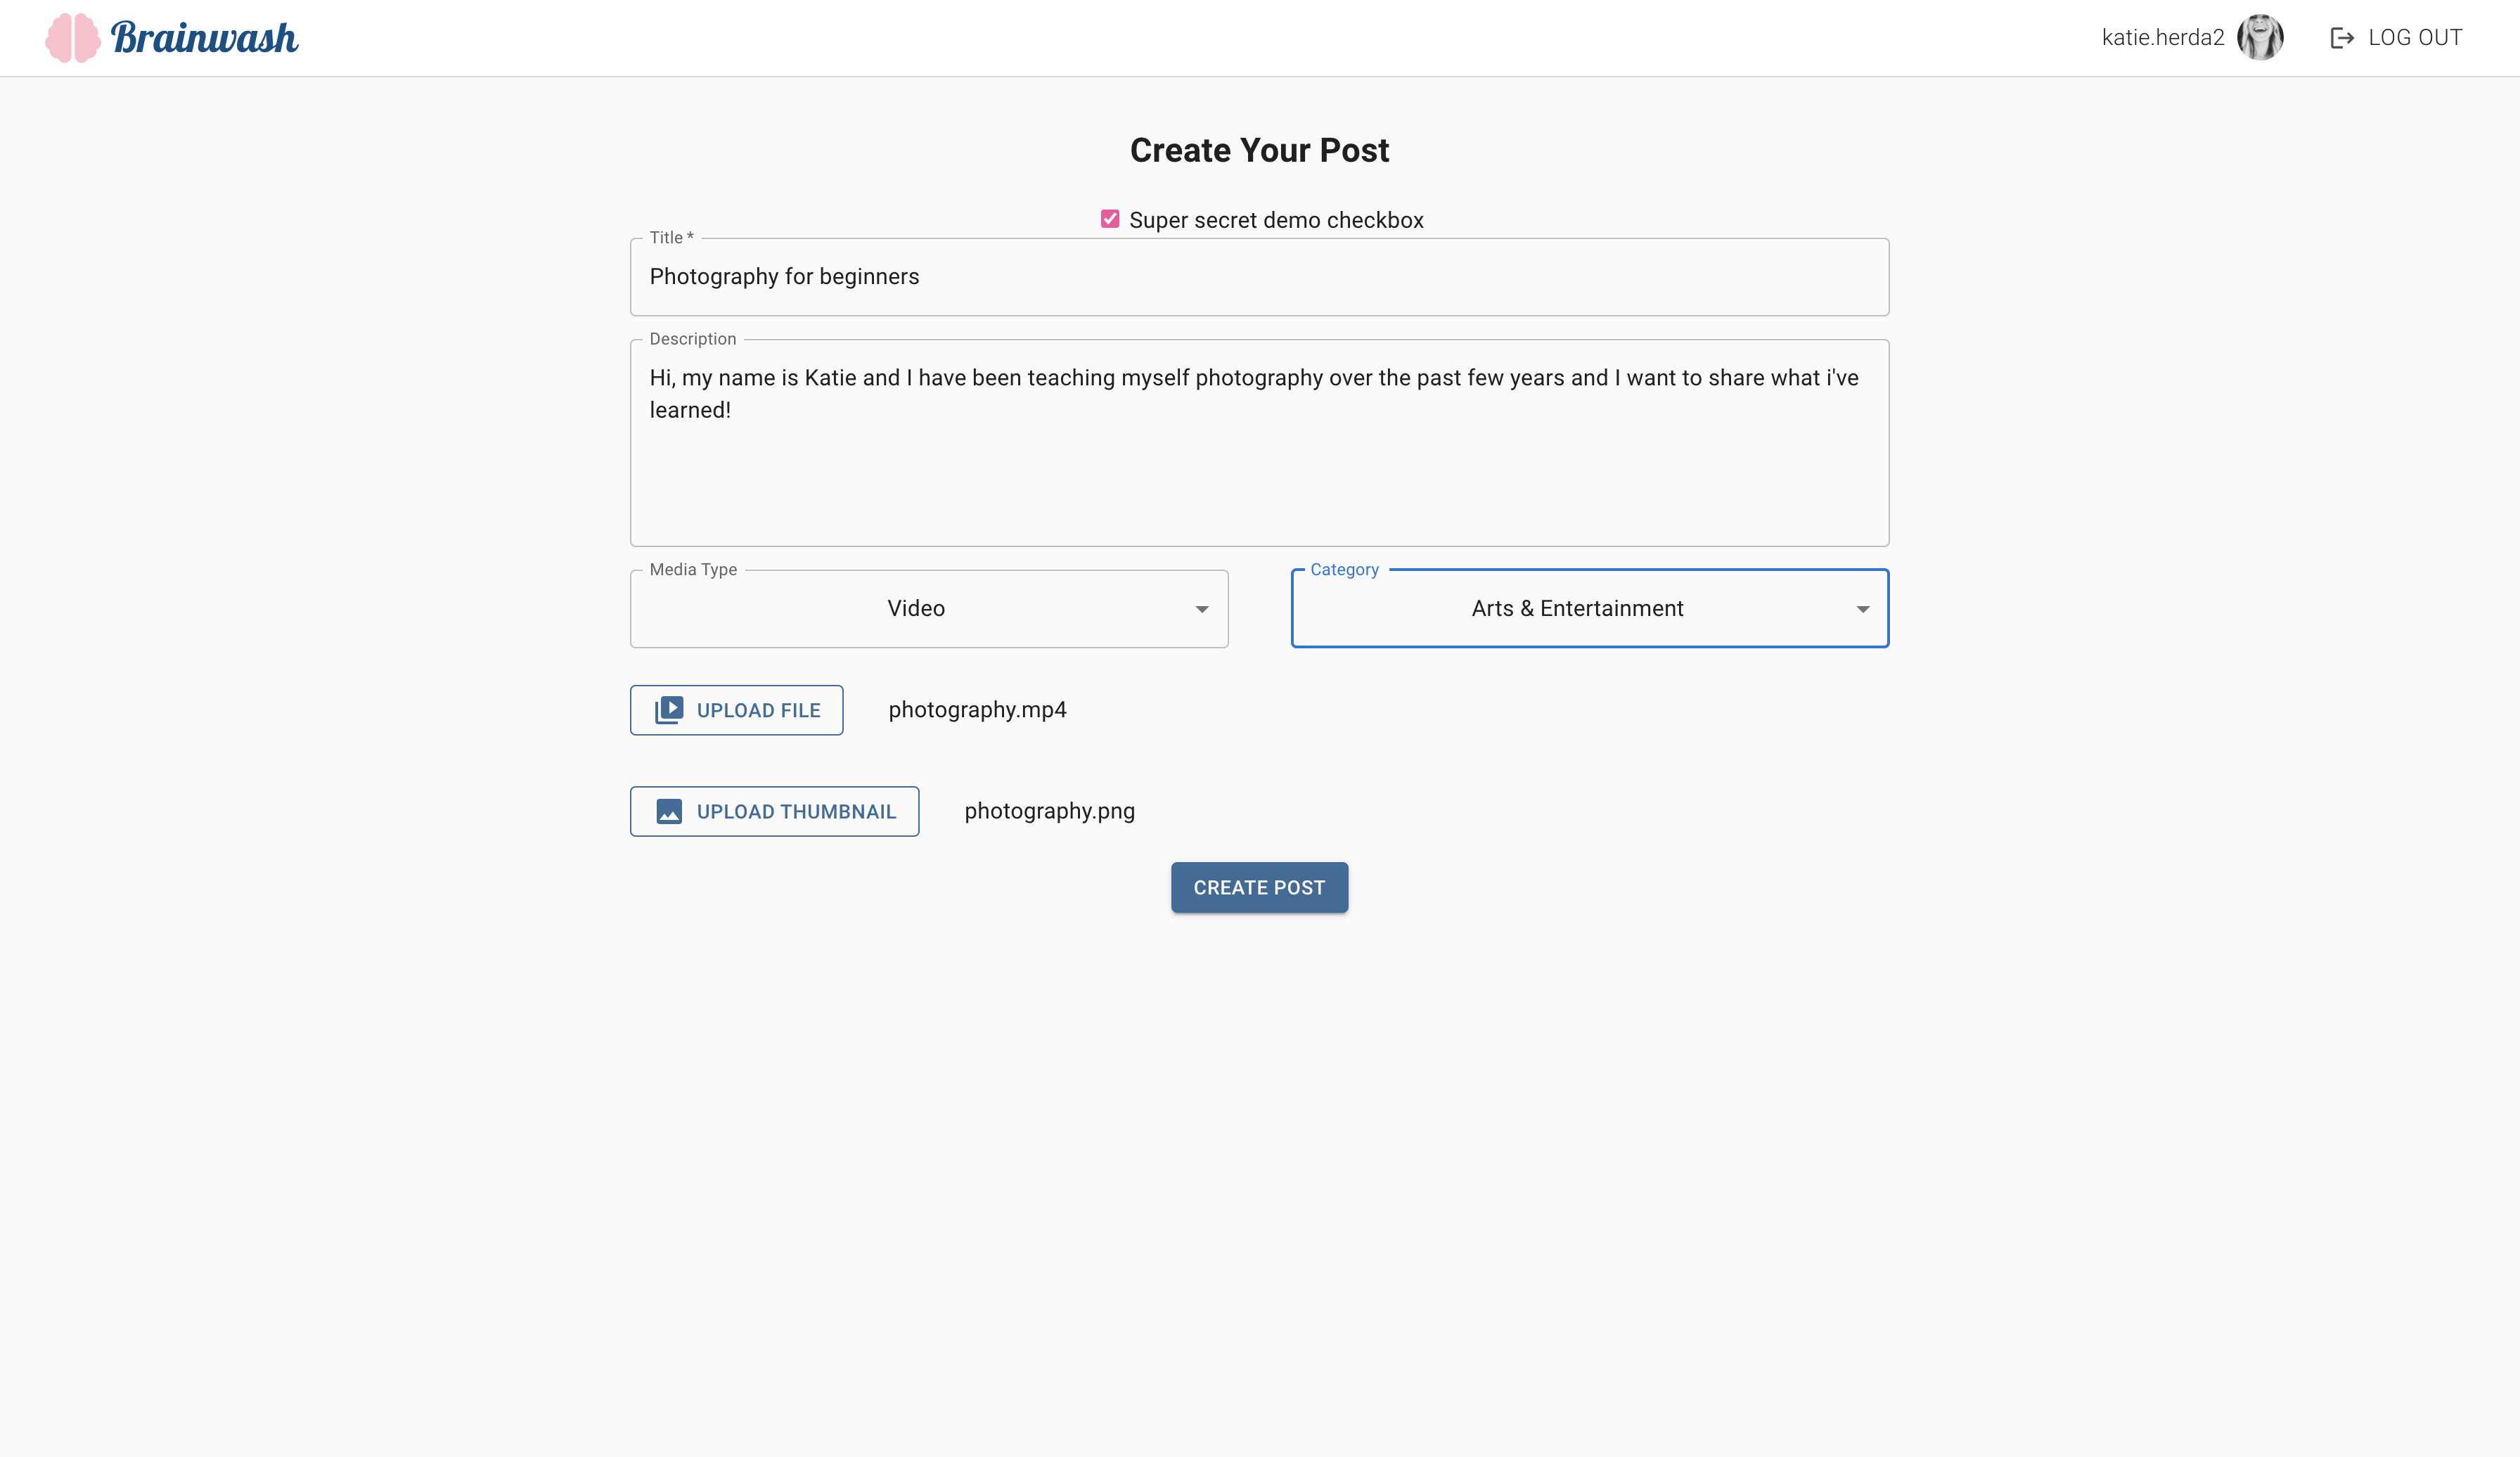 Brainwash
katie.herda2
LOG OUT
Create Your Post
Super secret demo checkbox
Title *
Photography for beginners
Description
Hi, my name is Katie and I have been teaching myself photography over the past few years and I want to share what i've
learned!
Media Type
Video
Category
Arts & Entertainment
UPLOAD FILE
photography.mp4
UPLOAD THUMBNAIL
photography.png
CREATE POST